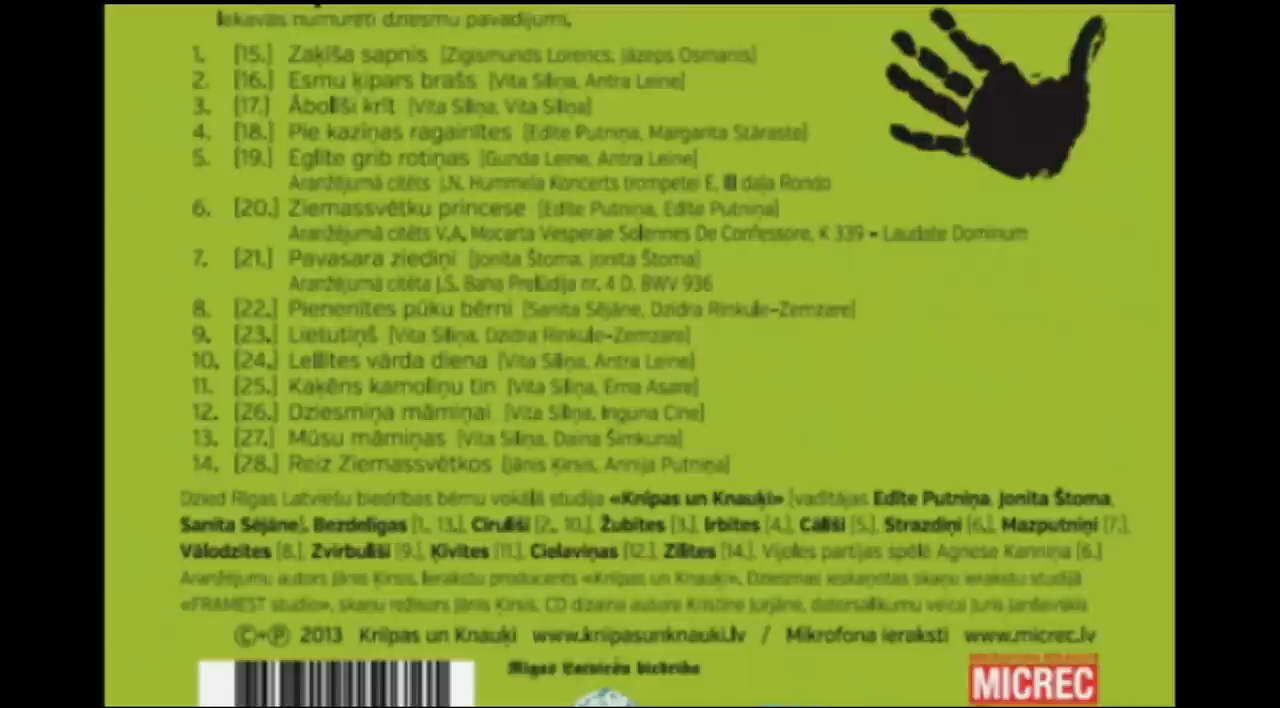 Iekavās numurēti dziesmu pavadījumi.
1. [15.] Zaķīša sapnis [Zigismunds Lorencs, Jāzeps Osmanis]
2. [16.] Esmu ķipars brašs [Vita Siliņa, Antra Leine]
3. [17.] Ābolīši krīt [Vita Siliņa, Vita Siliņa]
4. [18.] Pie kaziņas ragainītes [Edīte Putniņa, Margarita Stāraste]
5. [19.] Eglīte grib rotiņas [Gunda Leine, Antra Leine]
Aranžējumā citēts J.N. Hummela Koncerts trompetei E, III daļa Rondo
6. [20.] Ziemassvētku princese [Edīte Putniņa, Edīte Putniņa]
Aranžējumā citēts V.A. Mocarta Vesperae Solennes De Confessore, K 339 - Laudate Dominum
7. [21.] Pavasara ziediņi [Jonita Štoma, Jonita Štoma]
Aranžējumā citēta J.S. Baha Prelūdija nr. 4 D, BWV 936
8. [22.] Pienenītes pūku bērni [Sanita Sējāne, Dzidra Rinkule-Zemzare]
9. [23.] Lietutiņš [Vita Siliņa, Dzidra Rinkule-Zemzare]
10. [24.] Lellītes vārda diena [Vita Siliņa, Antra Leine]
11. [25.] Kaķēns kamoliņu tin [Vita Siliņa, Erna Asare]
12. [26.] Dziesmiņa māmiņai [Vita Siliņa, Inguna Cine]
13. [27.] Mūsu māmiņas [Vita Siliņa, Daina Šimkuna]
14. [28.] Reiz Ziemassvētkos [Jānis Ķirsis, Annija Putniņa]
Dzied Rīgas Latviešu biedrības bērnu vokālā studija «Knīpas un Knauķi» [vadītājas Edīte Putniņa, Jonita Štoma,
Sanita Sējāne]. Bezdelīgas [1., 13.], Cīrulīši [2., 10.], Žubītes [3.], Irbītes [4.], Cālīši [5.], Strazdiņi [6.], Mazputniņi [7.],
Vālodzītes [8.], Zvirbulīši [9.], Ķīvītes [11.], Cielaviņas [12.], Zīlītes [14.], Vijoles partijas spēlē Agnese Kanniņa [6.]
Aranžējumu autors Jānis Ķirsis, Ierakstu producents «Knīpas un Knauķi», Dziesmas ieskaņotas skaņu ierakstu studijā
«FRAMEST studio», skaņu režisors Jānis Ķirsis, CD dizaina autore Kristīne Jurjāne, datorsalikumu veica Juris Janševskis
©+℗ 2013 Knīpas un Knauķi www.knipasunknauki.lv / Mikrofona ieraksti www.micrec.lv
Rīgas Latviešu biedrība
MICREC